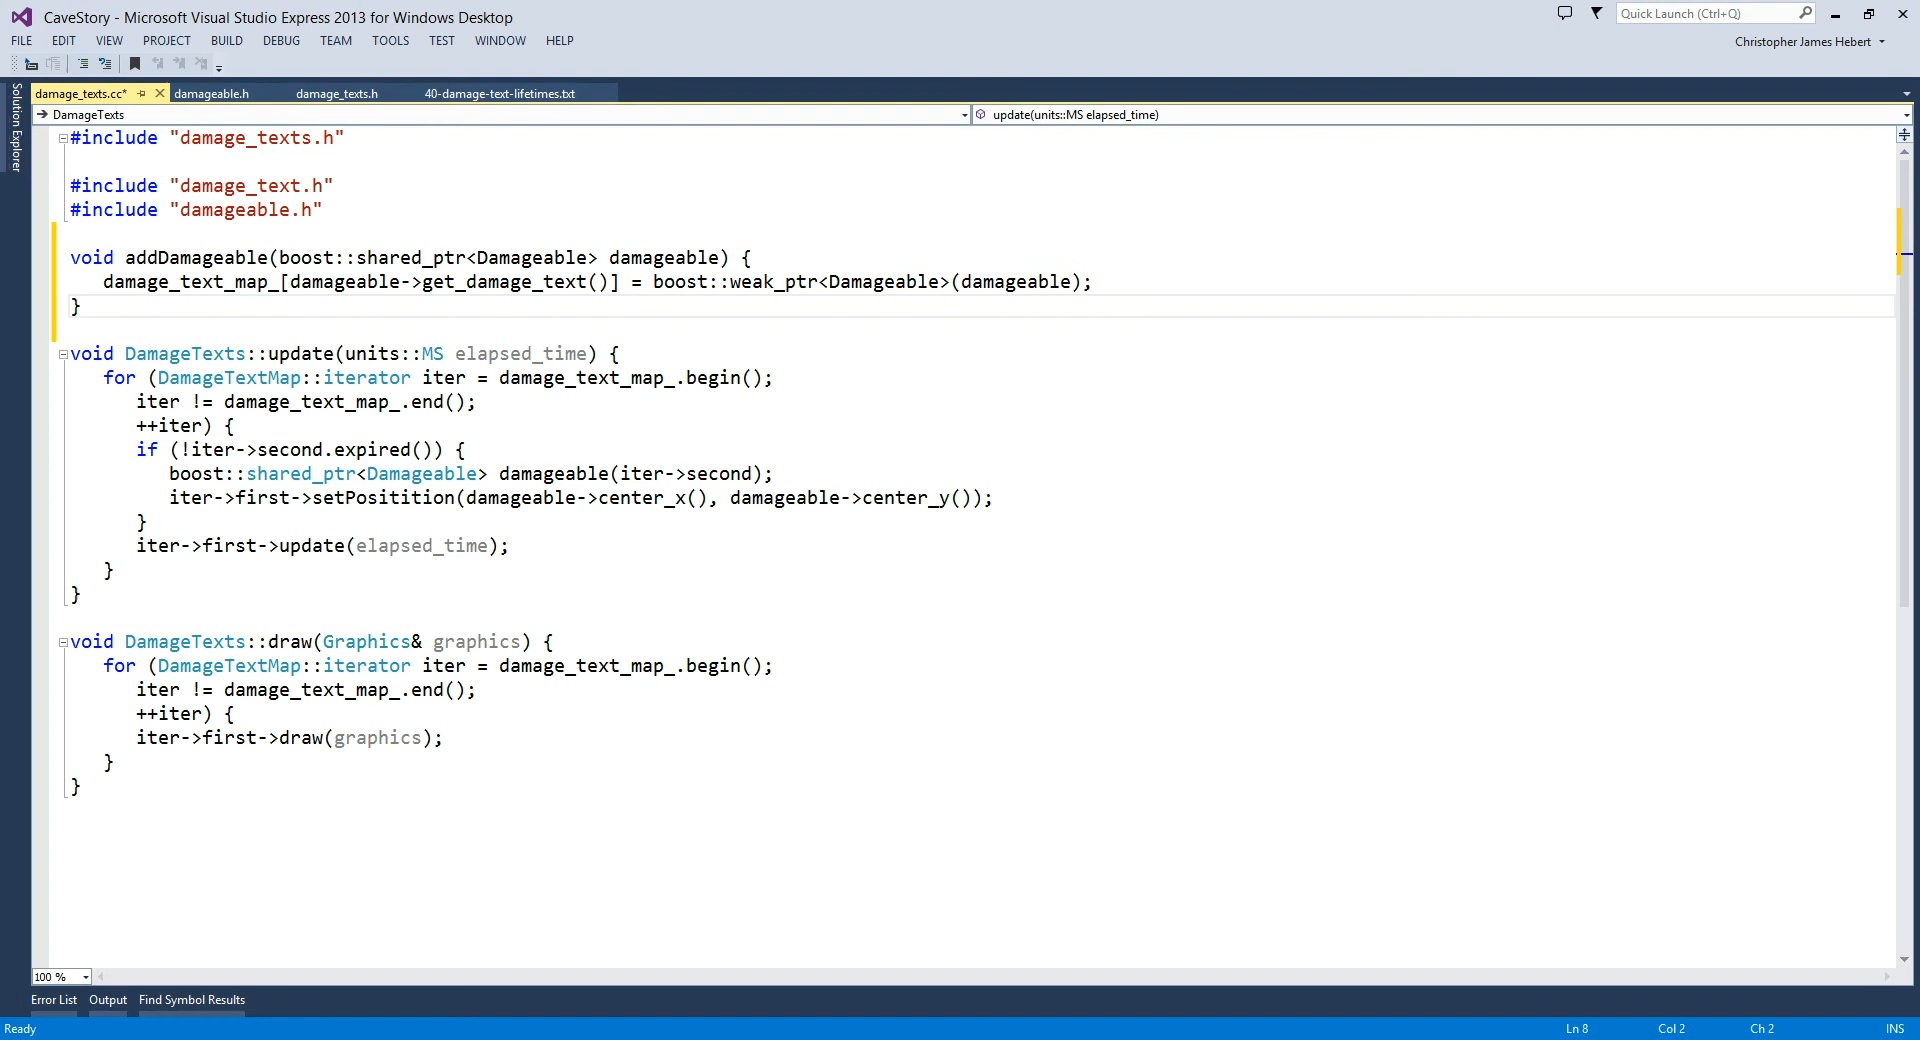 CaveStory - Microsoft Visual Studio Express 2013 for Windows Desktop
Quick Launch (Ctrl+Q)
FILE EDIT VIEW PROJECT BUILD DEBUG TEAM TOOLS TEST WINDOW HELP
Christopher James Hebert
Solution Explorer
damage_texts.cc* damageable.h damage_texts.h 40-damage-text-lifetimes.txt
DamageTexts update(units::MS elapsed_time)
#include "damage_texts.h"
#include "damage_text.h"
#include "damageable.h"
void addDamageable(boost::shared_ptr<Damageable> damageable) {
damage_text_map_[damageable->get_damage_text()] = boost::weak_ptr<Damageable>(damageable);
}
void DamageTexts::update(units::MS elapsed_time) {
for (DamageTextMap::iterator iter = damage_text_map_.begin();
iter != damage_text_map_.end();
++iter) {
if (!iter->second.expired()) {
boost::shared_ptr<Damageable> damageable(iter->second);
iter->first->setPositition(damageable->center_x(), damageable->center_y());
}
iter->first->update(elapsed_time);
}
}
void DamageTexts::draw(Graphics& graphics) {
for (DamageTextMap::iterator iter = damage_text_map_.begin();
iter != damage_text_map_.end();
++iter) {
iter->first->draw(graphics);
}
}
100 %
Error List Output Find Symbol Results
Ready Ln 8 Col 2 Ch 2 INS